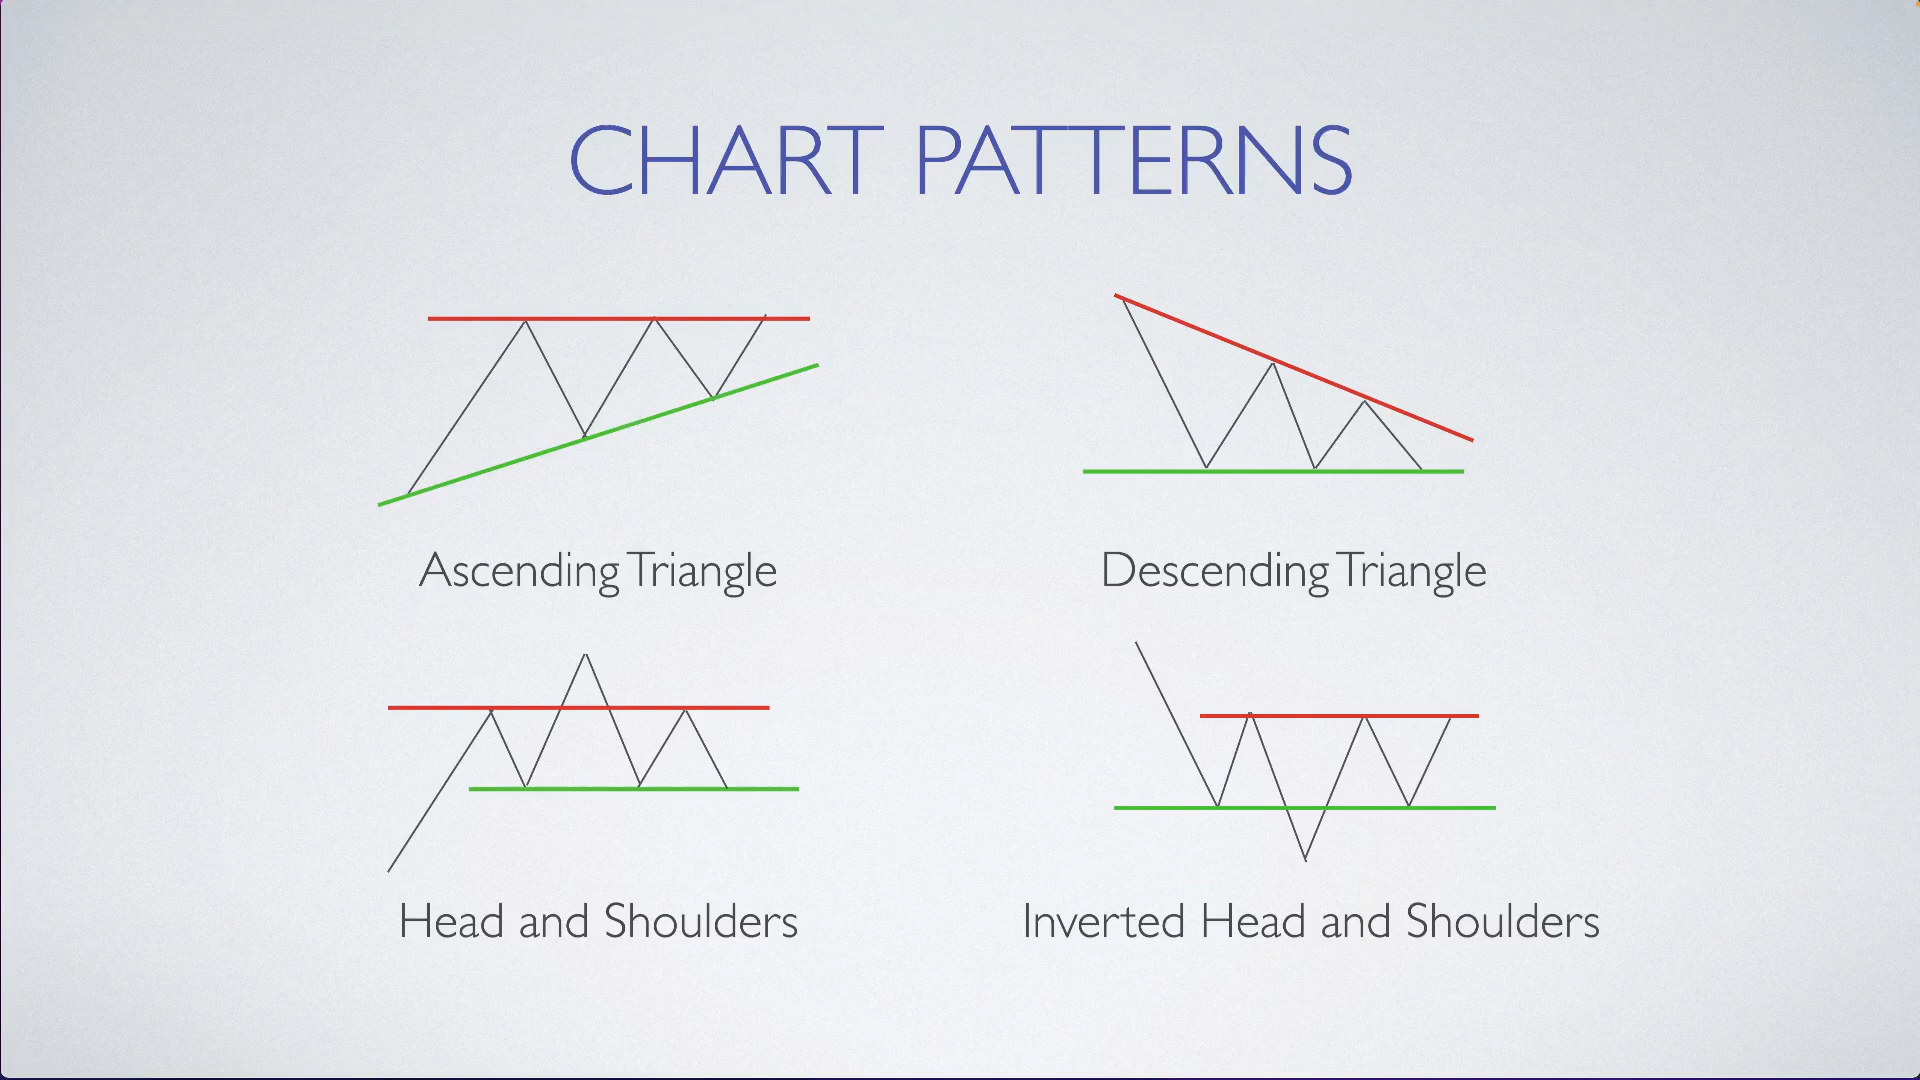 CHART PATTERNS
Ascending Triangle
Descending Triangle
Head and Shoulders
Inverted Head and Shoulders